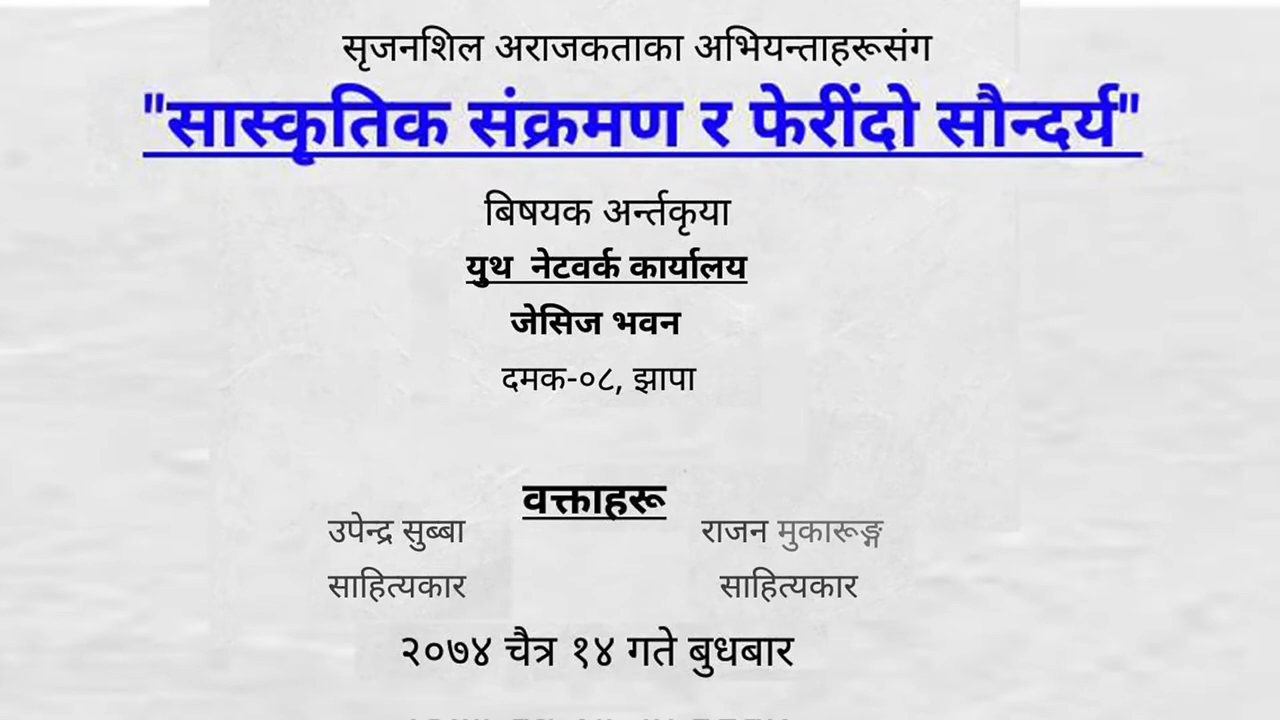 सृजनशिल अराजकताका अभियन्ताहरूसंग
"सास्कृतिक संक्रमण र फेरींदो सौन्दर्य"
बिषयक अर्न्तकृया
युथ नेटवर्क कार्यालय
जेसिज भवन
दमक-०८, झापा
वक्ताहरू
उपेन्द्र सुब्बा राजन मुकारूङ्ग
साहित्यकार साहित्यकार
२०७४ चैत्र १४ गते बुधबार